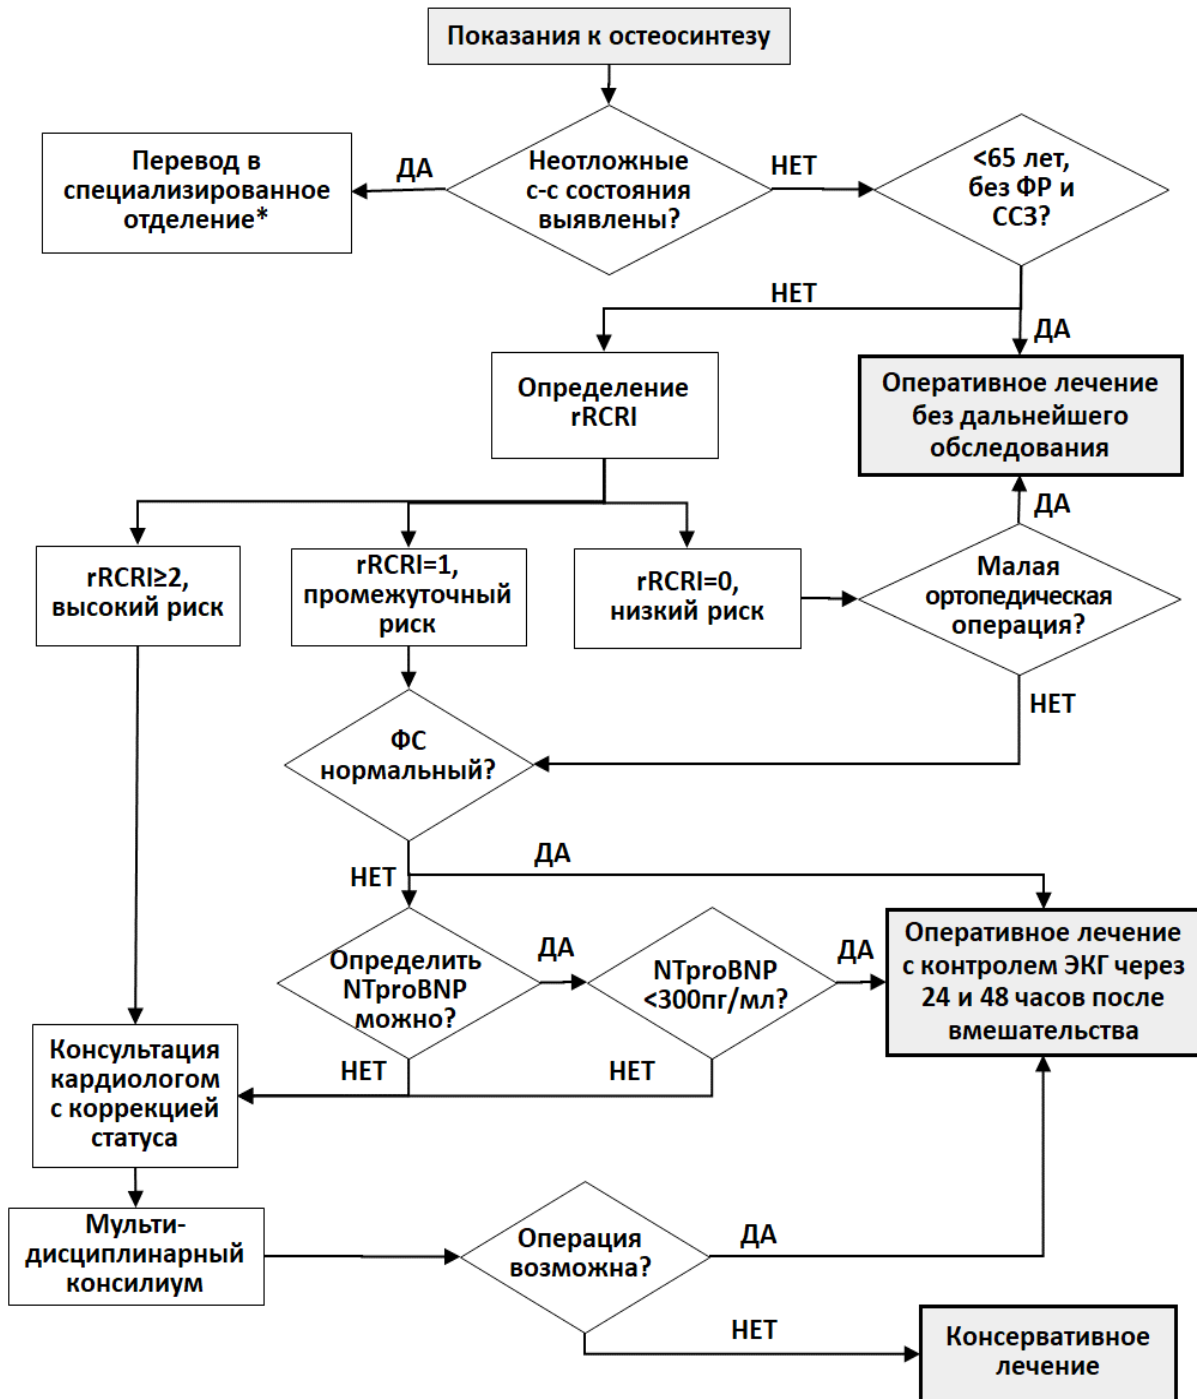 Показания к остеосинтезу
Перевод в
специализированное
отделение*
ДА
Неотложные
с-с состояния
выявлены?
НЕТ
<65 лет,
без ФР и
ССЗ?
НЕТ
ДА
Определение
rRCRI
Оперативное лечение
без дальнейшего
обследования
ДА
rRCRI≥2,
высокий риск
rRCRI=1,
промежуточный
риск
rRCRI=0,
низкий риск
Малая
ортопедическая
операция?
НЕТ
ФС
нормальный?
ДА
НЕТ
Определить
NTproBNP
можно?
ДА
NTproBNP
<300пг/мл?
ДА
Оперативное лечение
с контролем ЭКГ через
24 и 48 часов после
вмешательства
НЕТ
НЕТ
Консультация
кардиологом
с коррекцией
статуса
Мульти-
дисциплинарный
консилиум
Операция
возможна?
ДА
НЕТ
Консервативное
лечение